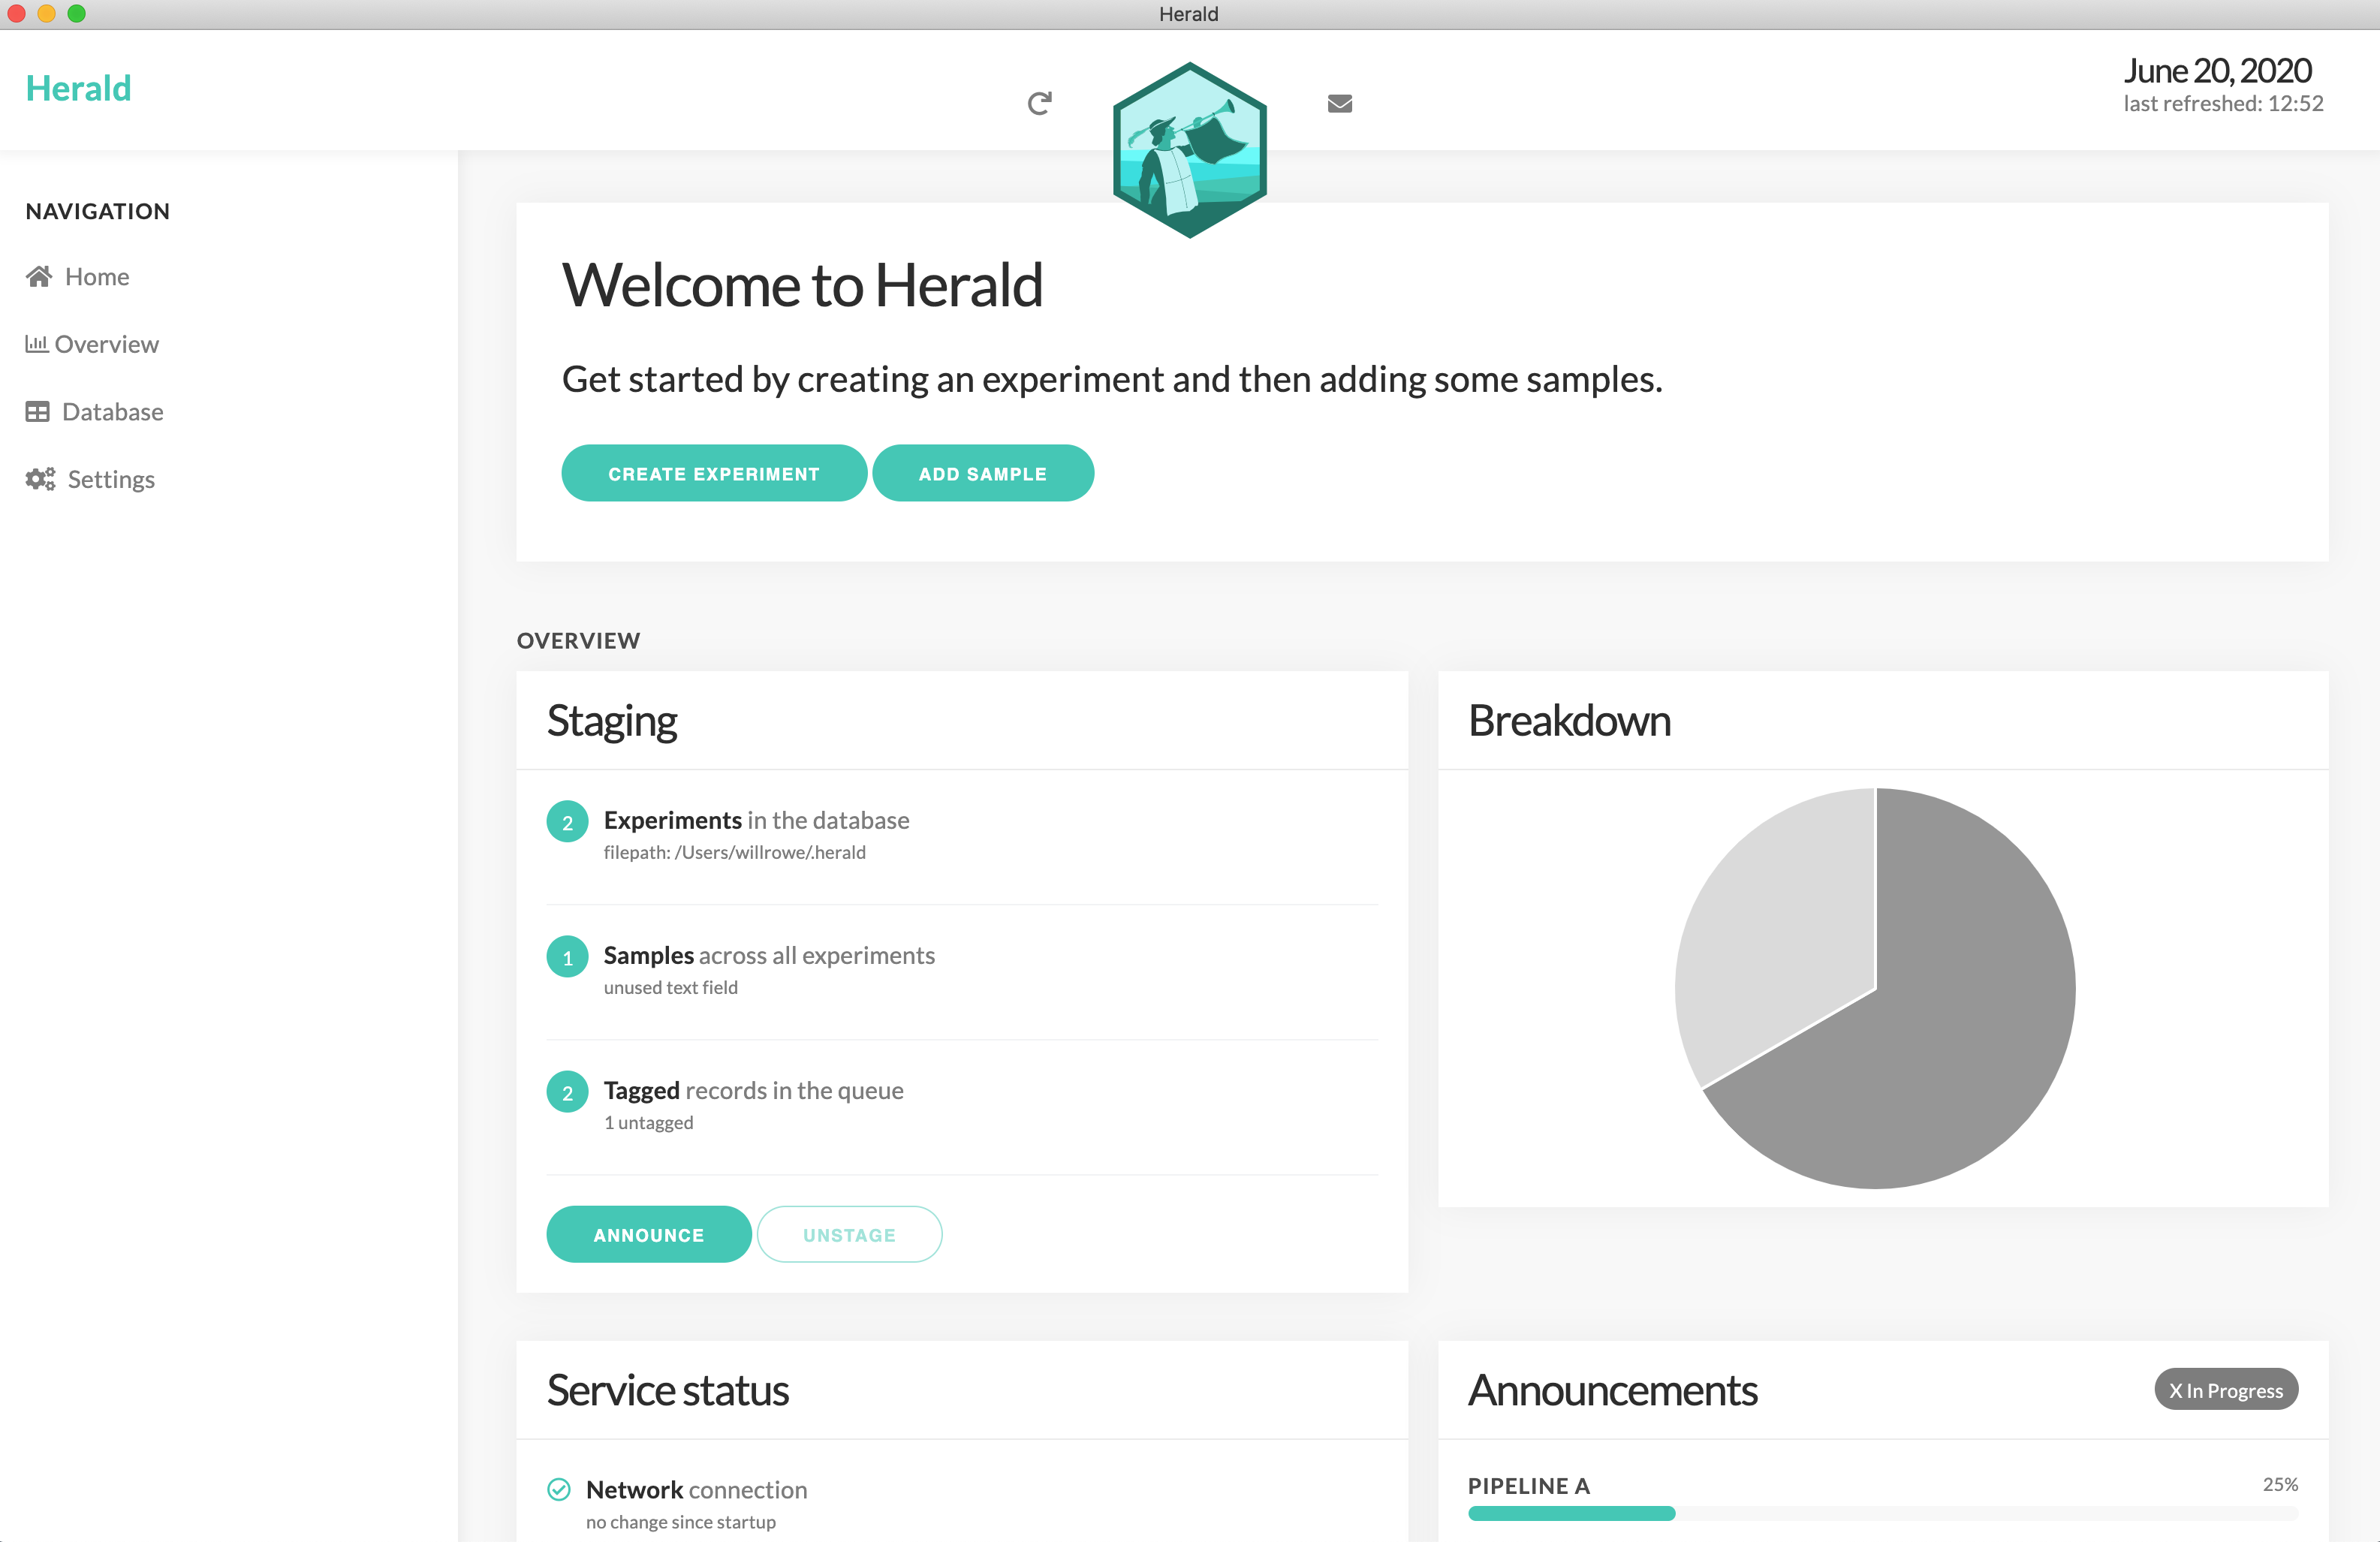 Herald
Herald
June 20, 2020
last refreshed: 12:52
NAVIGATION
Home
Overview
Database
Settings
Welcome to Herald
Get started by creating an experiment and then adding some samples.
CREATE EXPERIMENT
ADD SAMPLE
OVERVIEW
Staging
2
Experiments in the database
filepath: /Users/willrowe/.herald
1
Samples across all experiments
unused text field
2
Tagged records in the queue
1 untagged
ANNOUNCE
UNSTAGE
Breakdown
Service status
Network connection
no change since startup
Announcements
X In Progress
PIPELINE A
25%